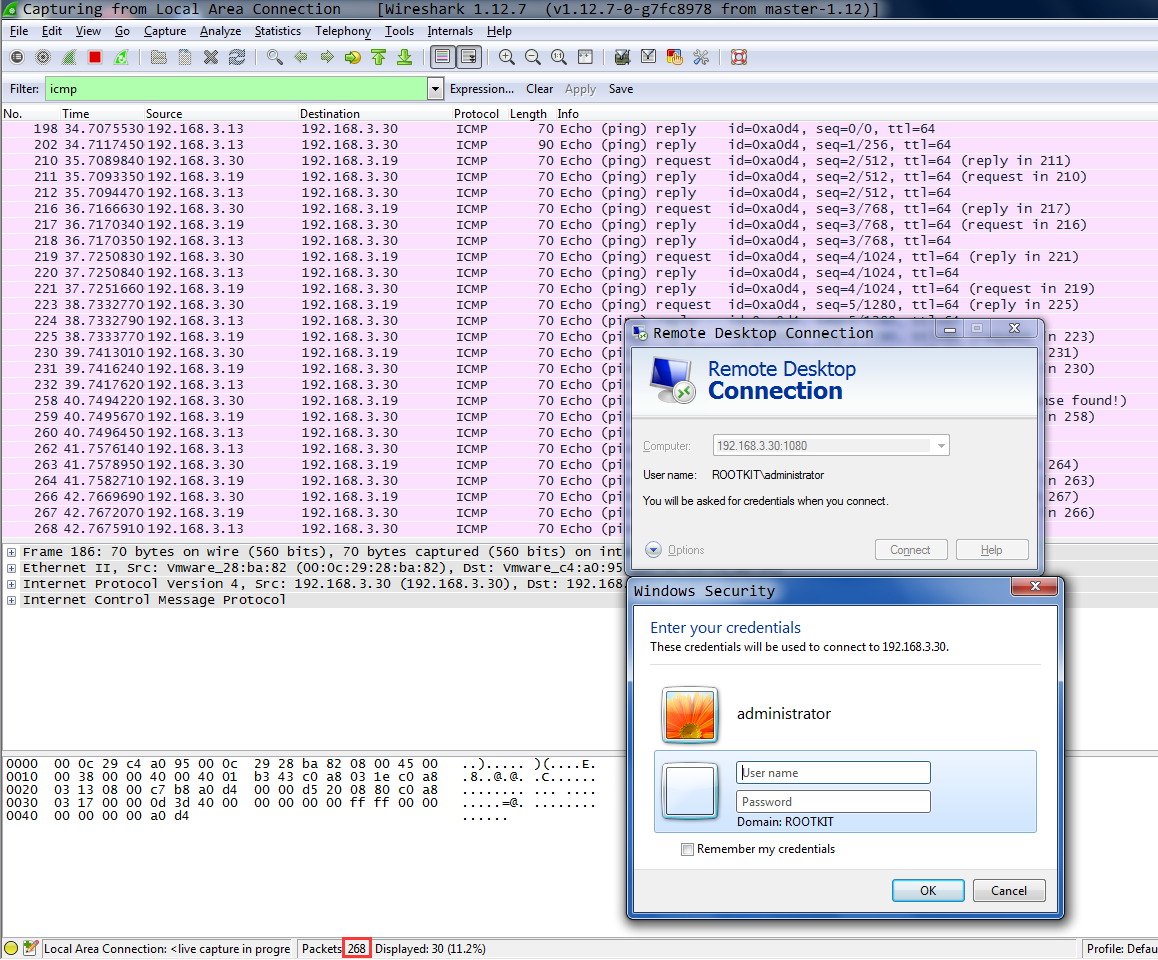 Capturing from Local Area Connection [Wireshark 1.12.7 (v1.12.7-0-g7fc8978 from master-1.12)]
File Edit View Go Capture Analyze Statistics Telephony Tools Internals Help
Filter: icmp Expression... Clear Apply Save
No. Time Source Destination Protocol Length Info
198 34.7075530 192.168.3.13 192.168.3.30 ICMP 70 Echo (ping) reply id=0xa0d4, seq=0/0, ttl=64
202 34.7117450 192.168.3.13 192.168.3.30 ICMP 90 Echo (ping) reply id=0xa0d4, seq=1/256, ttl=64
210 35.7089840 192.168.3.30 192.168.3.19 ICMP 70 Echo (ping) request id=0xa0d4, seq=2/512, ttl=64 (reply in 211)
211 35.7093350 192.168.3.19 192.168.3.30 ICMP 70 Echo (ping) reply id=0xa0d4, seq=2/512, ttl=64 (request in 210)
212 35.7094470 192.168.3.13 192.168.3.30 ICMP 70 Echo (ping) reply id=0xa0d4, seq=2/512, ttl=64
216 36.7166630 192.168.3.30 192.168.3.19 ICMP 70 Echo (ping) request id=0xa0d4, seq=3/768, ttl=64 (reply in 217)
217 36.7170340 192.168.3.19 192.168.3.30 ICMP 70 Echo (ping) reply id=0xa0d4, seq=3/768, ttl=64 (request in 216)
218 36.7170350 192.168.3.13 192.168.3.30 ICMP 70 Echo (ping) reply id=0xa0d4, seq=3/768, ttl=64
219 37.7250830 192.168.3.30 192.168.3.19 ICMP 70 Echo (ping) request id=0xa0d4, seq=4/1024, ttl=64 (reply in 221)
220 37.7250840 192.168.3.13 192.168.3.30 ICMP 70 Echo (ping) reply id=0xa0d4, seq=4/1024, ttl=64
221 37.7251660 192.168.3.19 192.168.3.30 ICMP 70 Echo (ping) reply id=0xa0d4, seq=4/1024, ttl=64 (request in 219)
223 38.7332770 192.168.3.30 192.168.3.19 ICMP 70 Echo (ping) request id=0xa0d4, seq=5/1280, ttl=64 (reply in 225)
224 38.7332790 192.168.3.13 192.168.3.30 ICMP 70 Echo (pi
225 38.7333770 192.168.3.19 192.168.3.30 ICMP 70 Echo (pi n 223)
230 39.7413010 192.168.3.30 192.168.3.19 ICMP 70 Echo (pi 231)
231 39.7416240 192.168.3.19 192.168.3.30 ICMP 70 Echo (pi n 230)
232 39.7417620 192.168.3.13 192.168.3.30 ICMP 70 Echo (pi
258 40.7494220 192.168.3.30 192.168.3.19 ICMP 70 Echo (pi nse found!)
259 40.7495670 192.168.3.19 192.168.3.30 ICMP 70 Echo (pi n 258)
260 40.7496450 192.168.3.13 192.168.3.30 ICMP 70 Echo (pi
262 41.7576140 192.168.3.13 192.168.3.30 ICMP 70 Echo (pi
263 41.7578950 192.168.3.30 192.168.3.19 ICMP 70 Echo (pi 264)
264 41.7582710 192.168.3.19 192.168.3.30 ICMP 70 Echo (pi n 263)
266 42.7669690 192.168.3.30 192.168.3.19 ICMP 70 Echo (pi 267)
267 42.7672070 192.168.3.19 192.168.3.30 ICMP 70 Echo (pi n 266)
268 42.7675910 192.168.3.13 192.168.3.30 ICMP 70 Echo (pi
Remote Desktop Connection
Remote Desktop
Connection
Computer: 192.168.3.30:1080
User name: ROOTKIT\administrator
You will be asked for credentials when you connect.
Options Connect Help
Frame 186: 70 bytes on wire (560 bits), 70 bytes captured (560 bits) on int
Ethernet II, Src: Vmware_28:ba:82 (00:0c:29:28:ba:82), Dst: Vmware_c4:a0:95
Internet Protocol Version 4, Src: 192.168.3.30 (192.168.3.30), Dst: 192.168
Internet Control Message Protocol
Windows Security
Enter your credentials
These credentials will be used to connect to 192.168.3.30.
administrator
User name
Password
Domain: ROOTKIT
Remember my credentials
OK Cancel
0000 00 0c 29 c4 a0 95 00 0c 29 28 ba 82 08 00 45 00 ..)..... )(....E.
0010 00 38 00 00 40 00 40 01 b3 43 c0 a8 03 1e c0 a8 .8..@.@. .C......
0020 03 13 08 00 c7 b8 a0 d4 00 00 d5 20 08 80 c0 a8 ........ ... ....
0030 03 17 00 00 0d 3d 40 00 00 00 00 00 ff ff 00 00 .....=@. ........
0040 00 00 00 00 a0 d4 ......
Local Area Connection: <live capture in progre Packets 268 Displayed: 30 (11.2%) Profile: Defau